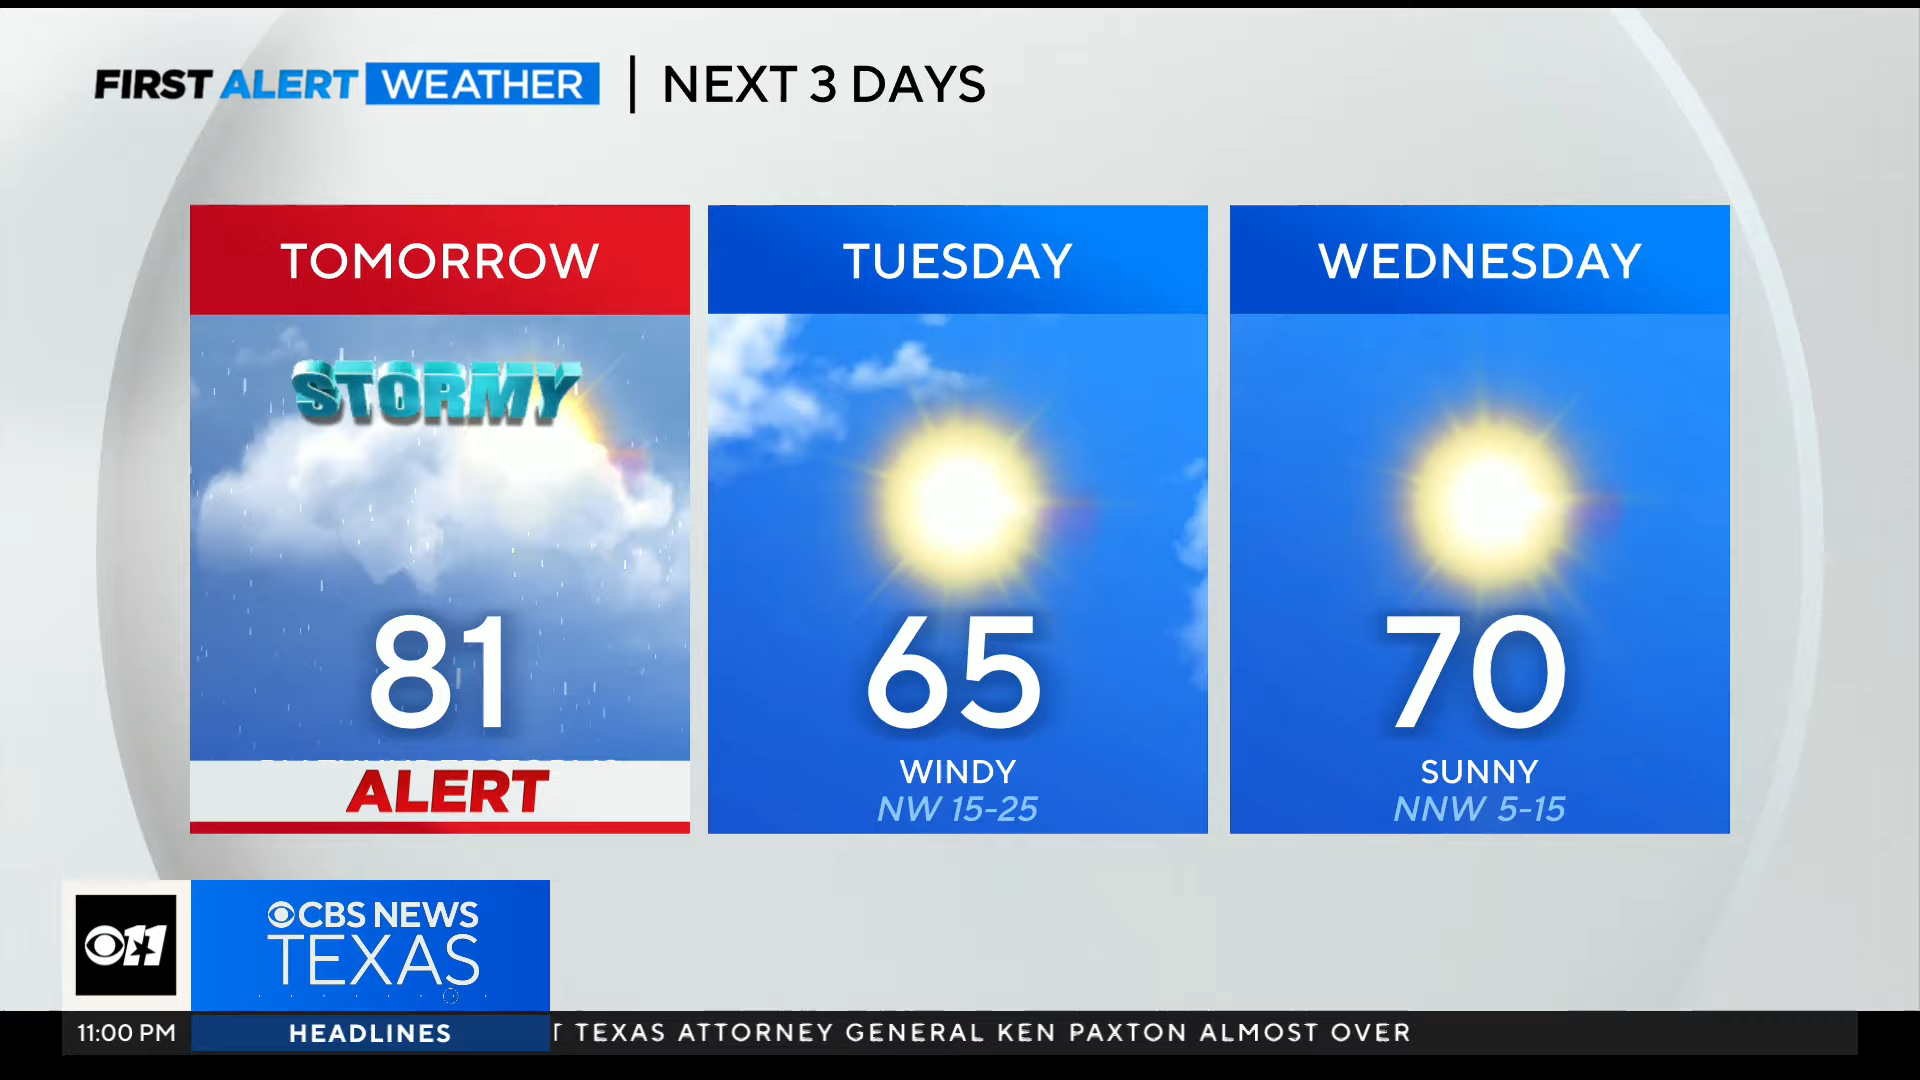 FIRST ALERT WEATHER | NEXT 3 DAYS
TOMORROW
STORMY
81
ALERT
TUESDAY
65
WINDY
NW 15-25
WEDNESDAY
70
SUNNY
NNW 5-15
11
CBS NEWS
TEXAS
11:00 PM
HEADLINES
T TEXAS ATTORNEY GENERAL KEN PAXTON ALMOST OVER